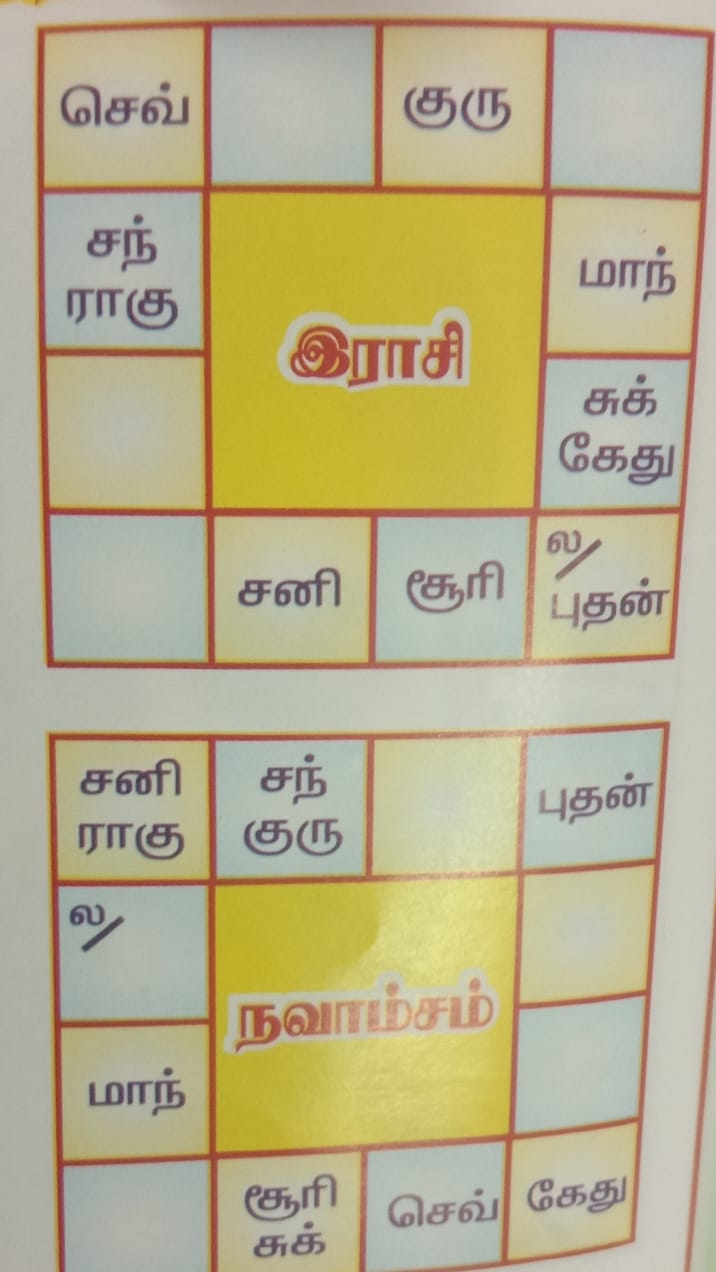 செவ்
குரு
சந்
ராகு
மாந்
இராசி
சுக்
கேது
சனி
சூரி
ல/
புதன்
சனி
ராகு
சந்
குரு
புதன்
ல/
நவாம்சம்
மாந்
சூரி
சுக்
செவ்
கேது